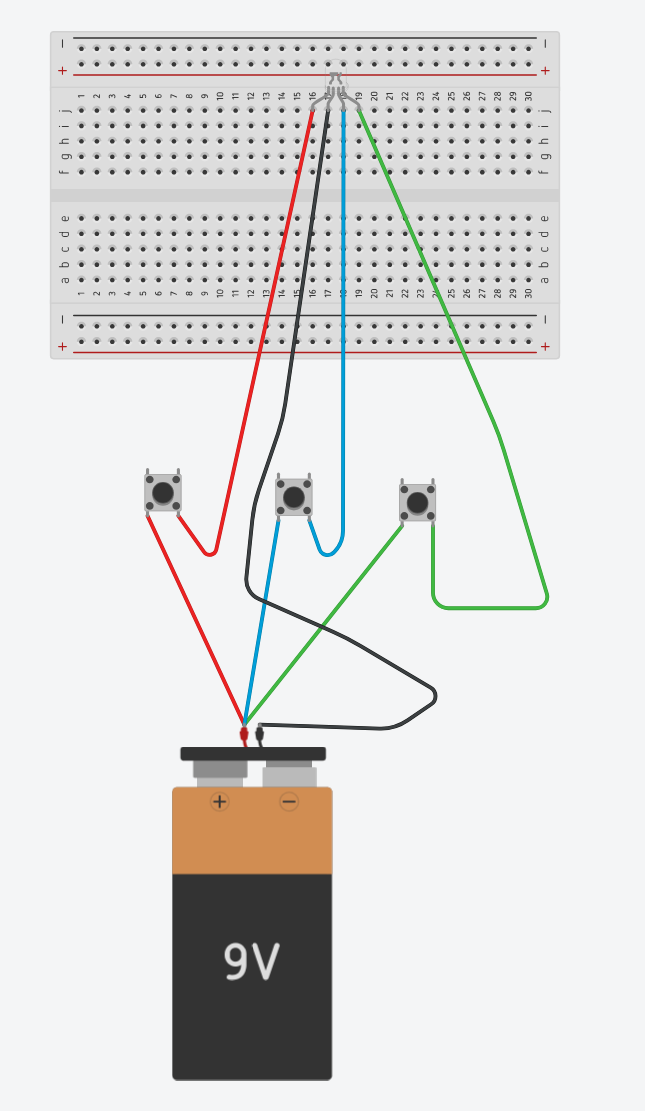 − −
+ +
1 2 3 4 5 6 7 8 9 10 11 12 13 14 15 16 17 18 19 20 21 22 23 24 25 26 27 28 29 30
j j
i i
h h
g g
f f
e e
d d
c c
b b
a a
1 2 3 4 5 6 7 8 9 10 11 12 13 14 15 16 17 18 19 20 21 22 23 24 25 26 27 28 29 30
− −
+ +
+ −
9V